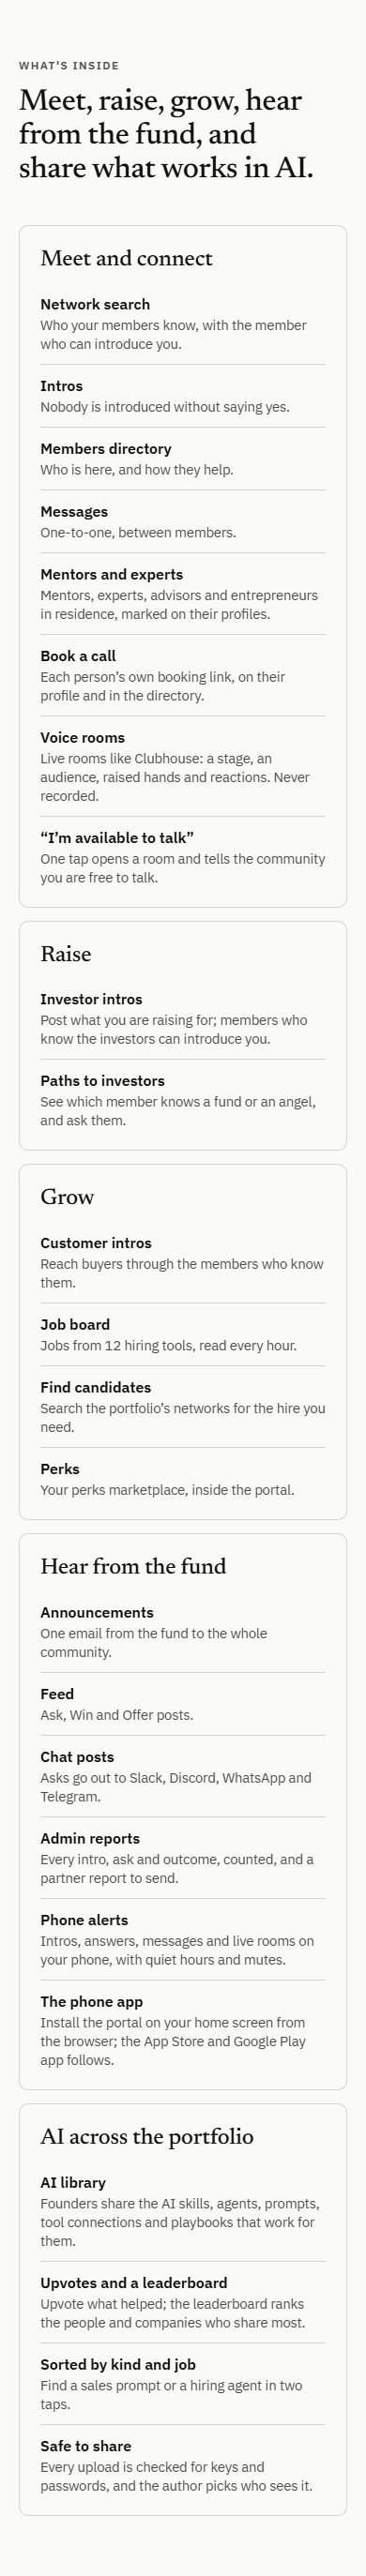 WHAT'S INSIDE
Meet, raise, grow, hear
from the fund, and
share what works in AI.
Meet and connect
Network search
Who your members know, with the member
who can introduce you.
Intros
Nobody is introduced without saying yes.
Members directory
Who is here, and how they help.
Messages
One-to-one, between members.
Mentors and experts
Mentors, experts, advisors and entrepreneurs
in residence, marked on their profiles.
Book a call
Each person’s own booking link, on their
profile and in the directory.
Voice rooms
Live rooms like Clubhouse: a stage, an
audience, raised hands and reactions. Never
recorded.
“I’m available to talk”
One tap opens a room and tells the community
you are free to talk.
Raise
Investor intros
Post what you are raising for; members who
know the investors can introduce you.
Paths to investors
See which member knows a fund or an angel,
and ask them.
Grow
Customer intros
Reach buyers through the members who know
them.
Job board
Jobs from 12 hiring tools, read every hour.
Find candidates
Search the portfolio’s networks for the hire you
need.
Perks
Your perks marketplace, inside the portal.
Hear from the fund
Announcements
One email from the fund to the whole
community.
Feed
Ask, Win and Offer posts.
Chat posts
Asks go out to Slack, Discord, WhatsApp and
Telegram.
Admin reports
Every intro, ask and outcome, counted, and a
partner report to send.
Phone alerts
Intros, answers, messages and live rooms on
your phone, with quiet hours and mutes.
The phone app
Install the portal on your home screen from
the browser; the App Store and Google Play
app follows.
AI across the portfolio
AI library
Founders share the AI skills, agents, prompts,
tool connections and playbooks that work for
them.
Upvotes and a leaderboard
Upvote what helped; the leaderboard ranks
the people and companies who share most.
Sorted by kind and job
Find a sales prompt or a hiring agent in two
taps.
Safe to share
Every upload is checked for keys and
passwords, and the author picks who sees it.